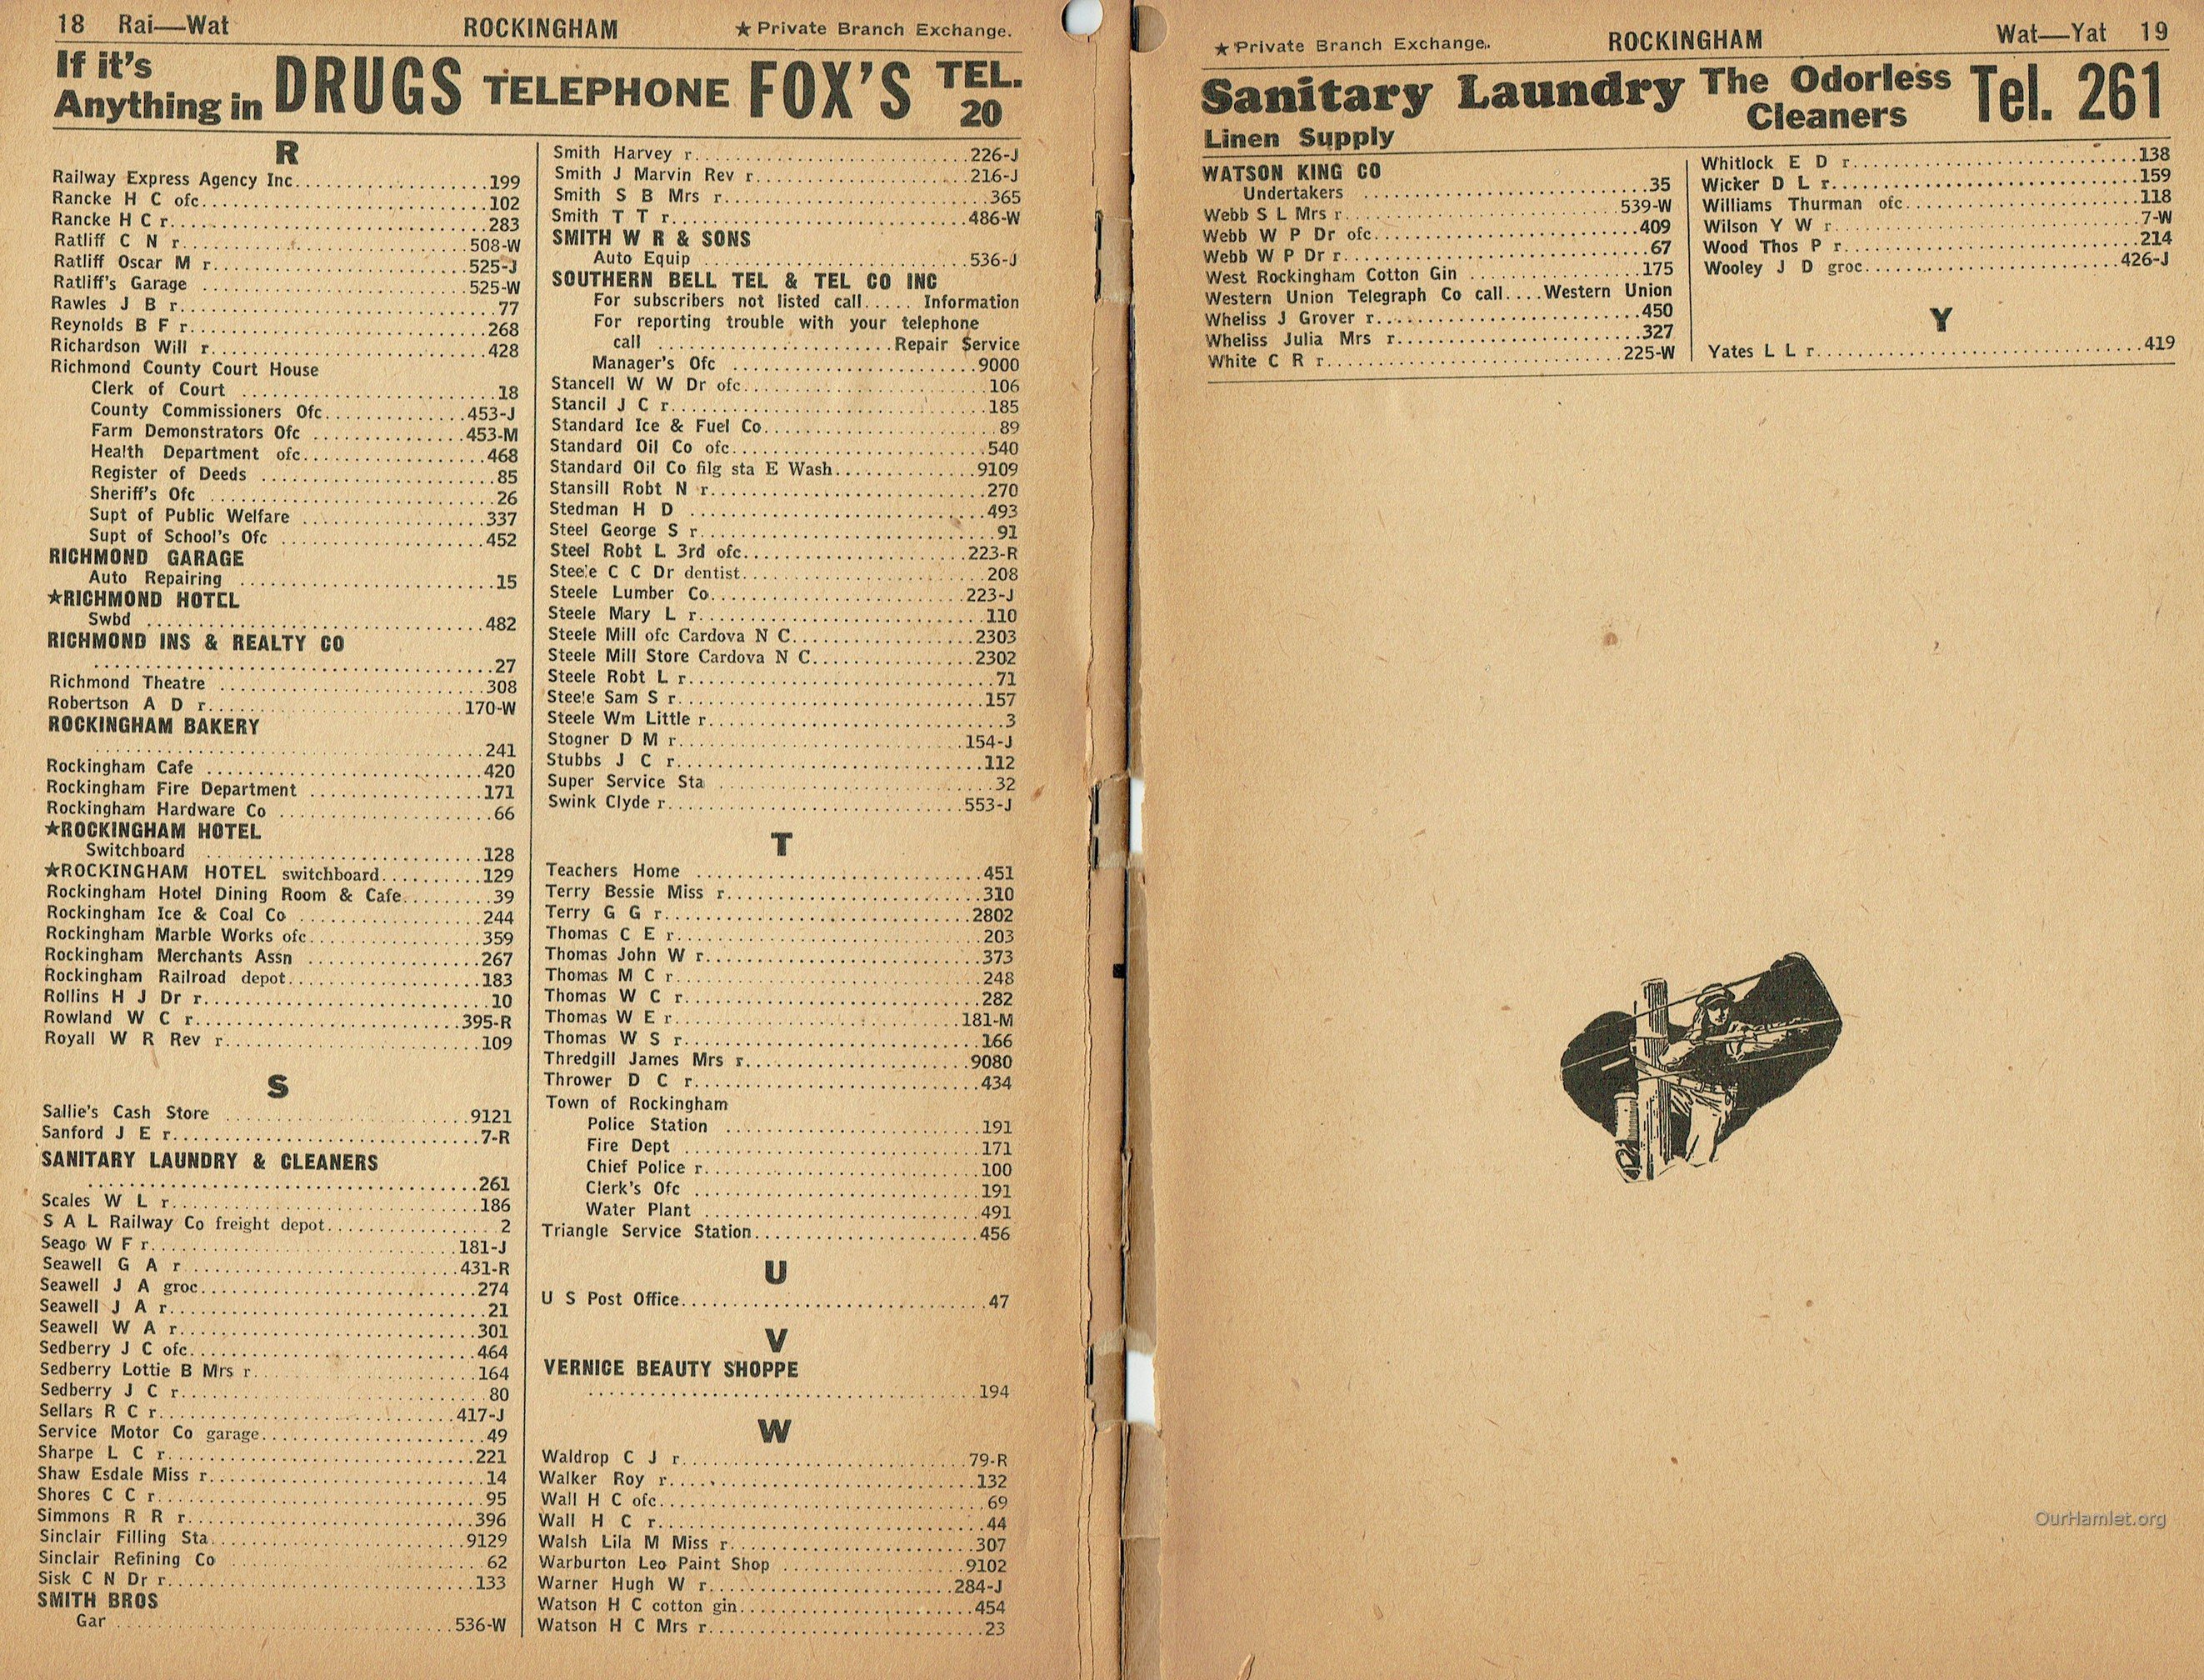 18 Rai—Wat ROCKINGHAM ★ Private Branch Exchange.
If it's Anything in DRUGS TELEPHONE FOX'S TEL. 20
R
Railway Express Agency Inc....................199
Rancke H C ofc....................102
Rancke H C r....................283
Ratliff C N r....................508-W
Ratliff Oscar M r....................525-J
Ratliff's Garage ....................525-W
Rawles J B r....................77
Reynolds B F r....................268
Richardson Will r....................428
Richmond County Court House
Clerk of Court ....................18
County Commissioners Ofc....................453-J
Farm Demonstrators Ofc ....................453-M
Health Department ofc....................468
Register of Deeds ....................85
Sheriff's Ofc ....................26
Supt of Public Welfare ....................337
Supt of School's Ofc ....................452
RICHMOND GARAGE
Auto Repairing ....................15
★RICHMOND HOTEL
Swbd ....................482
RICHMOND INS & REALTY CO
....................27
Richmond Theatre ....................308
Robertson A D r....................170-W
ROCKINGHAM BAKERY
....................241
Rockingham Cafe ....................420
Rockingham Fire Department ....................171
Rockingham Hardware Co ....................66
★ROCKINGHAM HOTEL
Switchboard ....................128
★ROCKINGHAM HOTEL switchboard....................129
Rockingham Hotel Dining Room & Cafe....................39
Rockingham Ice & Coal Co ....................244
Rockingham Marble Works ofc....................359
Rockingham Merchants Assn ....................267
Rockingham Railroad depot....................183
Rollins H J Dr r....................10
Rowland W C r....................395-R
Royall W R Rev r....................109
S
Sallie's Cash Store ....................9121
Sanford J E r....................7-R
SANITARY LAUNDRY & CLEANERS
....................261
Scales W L r....................186
S A L Railway Co freight depot....................2
Seago W F r....................181-J
Seawell G A r ....................431-R
Seawell J A groc....................274
Seawell J A r....................21
Seawell W A r....................301
Sedberry J C ofc....................464
Sedberry Lottie B Mrs r....................164
Sedberry J C r....................80
Sellars R C r....................417-J
Service Motor Co garage....................49
Sharpe L C r....................221
Shaw Esdale Miss r....................14
Shores C C r....................95
Simmons R R r....................396
Sinclair Filling Sta....................9129
Sinclair Refining Co ....................62
Sisk C N Dr r....................133
SMITH BROS
Gar ....................536-W
Smith Harvey r....................226-J
Smith J Marvin Rev r....................216-J
Smith S B Mrs r....................365
Smith T T r....................486-W
SMITH W R & SONS
Auto Equip ....................536-J
SOUTHERN BELL TEL & TEL CO INC
For subscribers not listed call..... Information
For reporting trouble with your telephone
call ....................Repair Service
Manager's Ofc ....................9000
Stancell W W Dr ofc....................106
Stancil J C r....................185
Standard Ice & Fuel Co....................89
Standard Oil Co ofc....................540
Standard Oil Co filg sta E Wash....................9109
Stansill Robt N r....................270
Stedman H D ....................493
Steel George S r....................91
Steel Robt L 3rd ofc....................223-R
Steele C C Dr dentist....................208
Steele Lumber Co....................223-J
Steele Mary L r....................110
Steele Mill ofc Cardova N C....................2303
Steele Mill Store Cardova N C....................2302
Steele Robt L r....................71
Steele Sam S r....................157
Steele Wm Little r....................3
Stogner D M r....................154-J
Stubbs J C r....................112
Super Service Sta ....................32
Swink Clyde r....................553-J
T
Teachers Home ....................451
Terry Bessie Miss r....................310
Terry G G r....................2802
Thomas C E r....................203
Thomas John W r....................373
Thomas M C r....................248
Thomas W C r....................282
Thomas W E r....................181-M
Thomas W S r....................166
Thredgill James Mrs r....................9080
Thrower D C r....................434
Town of Rockingham
Police Station ....................191
Fire Dept ....................171
Chief Police r....................100
Clerk's Ofc ....................191
Water Plant ....................491
Triangle Service Station....................456
U
U S Post Office....................47
V
VERNICE BEAUTY SHOPPE
....................194
W
Waldrop C J r....................79-R
Walker Roy r....................132
Wall H C ofc....................69
Wall H C r....................44
Walsh Lila M Miss r....................307
Warburton Leo Paint Shop ....................9102
Warner Hugh W r....................284-J
Watson H C cotton gin....................454
Watson H C Mrs r....................23
★ Private Branch Exchange. ROCKINGHAM Wat—Yat 19
Sanitary Laundry The Odorless Cleaners Tel. 261
Linen Supply
WATSON KING CO
Undertakers ....................35
Webb S L Mrs r....................539-W
Webb W P Dr ofc....................409
Webb W P Dr r....................67
West Rockingham Cotton Gin ....................175
Western Union Telegraph Co call....Western Union
Wheliss J Grover r....................450
Wheliss Julia Mrs r....................327
White C R r....................225-W
Whitlock E D r....................138
Wicker D L r....................159
Williams Thurman ofc....................118
Wilson Y W r....................7-W
Wood Thos P r....................214
Wooley J D groc....................426-J
Y
Yates L L r....................419
OurHamlet.org